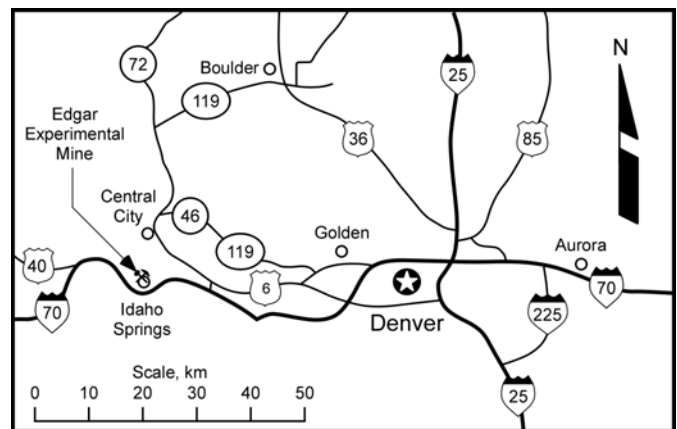 72
Boulder
25
N
119
Edgar
Experimental
Mine
36
85
Central
City
46
Golden
119
Aurora
40
6
70
70
Idaho
Springs
Denver
225
Scale, km
0 10 20 30 40 50
25